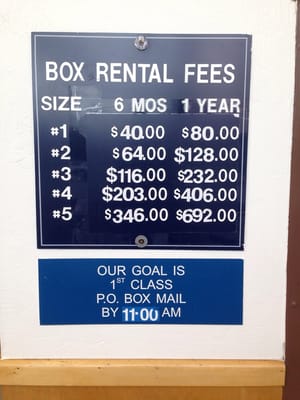 BOX RENTAL FEES
SIZE 6 MOS 1 YEAR
#1 $40.00 $80.00
#2 $64.00 $128.00
#3 $116.00 $232.00
#4 $203.00 $406.00
#5 $346.00 $692.00
OUR GOAL IS
1ST CLASS
P.O. BOX MAIL
BY 11:00 AM